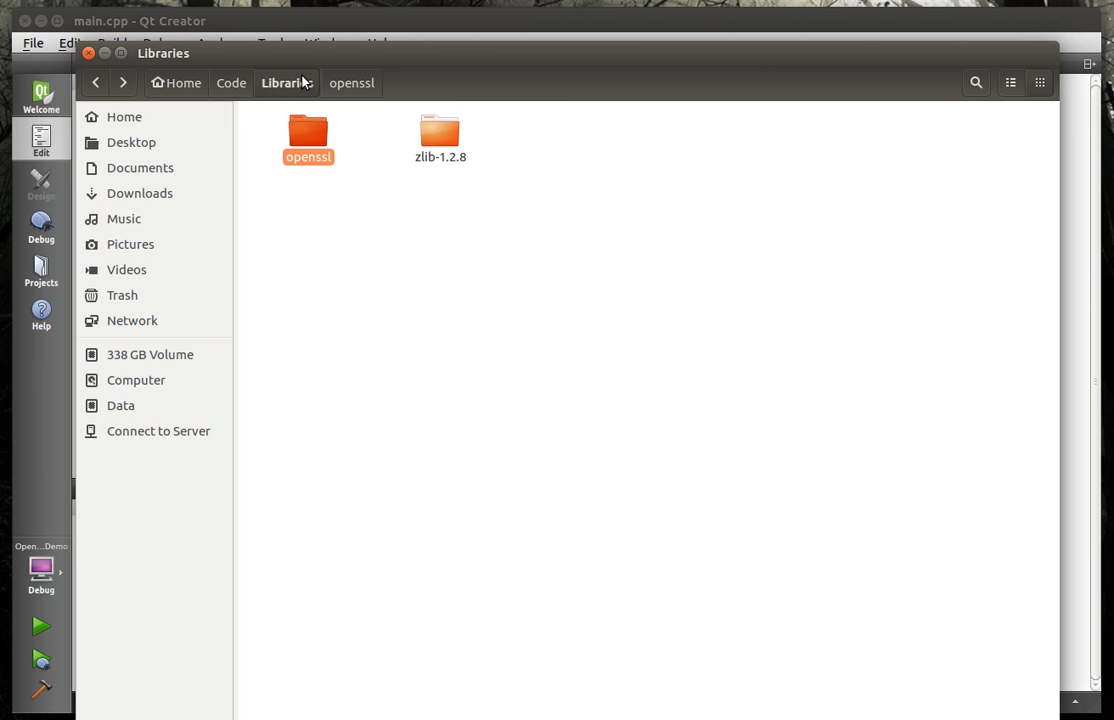 main.cpp - Qt Creator
File
Libraries
Home Code Libraries openssl
Welcome
Edit
Design
Debug
Projects
Help
Home
Desktop
Documents
Downloads
Music
Pictures
Videos
Trash
Network
338 GB Volume
Computer
Data
Connect to Server
openssl zlib-1.2.8
Open...Demo
Debug